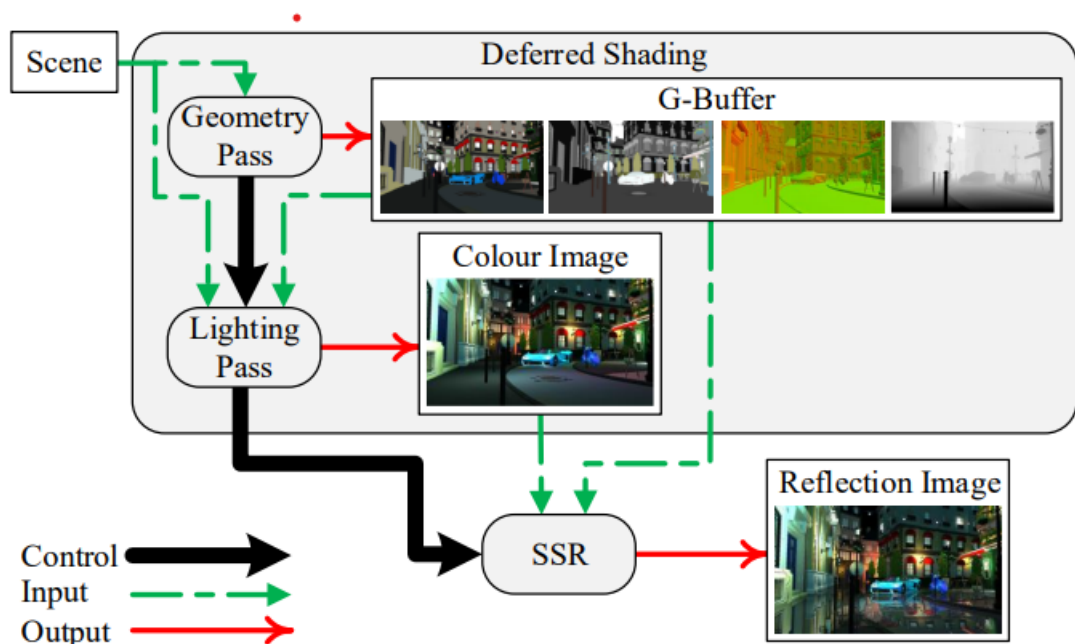 Scene
Deferred Shading
G-Buffer
Geometry
Pass
Colour Image
Lighting
Pass
Reflection Image
SSR
Control
Input
Output